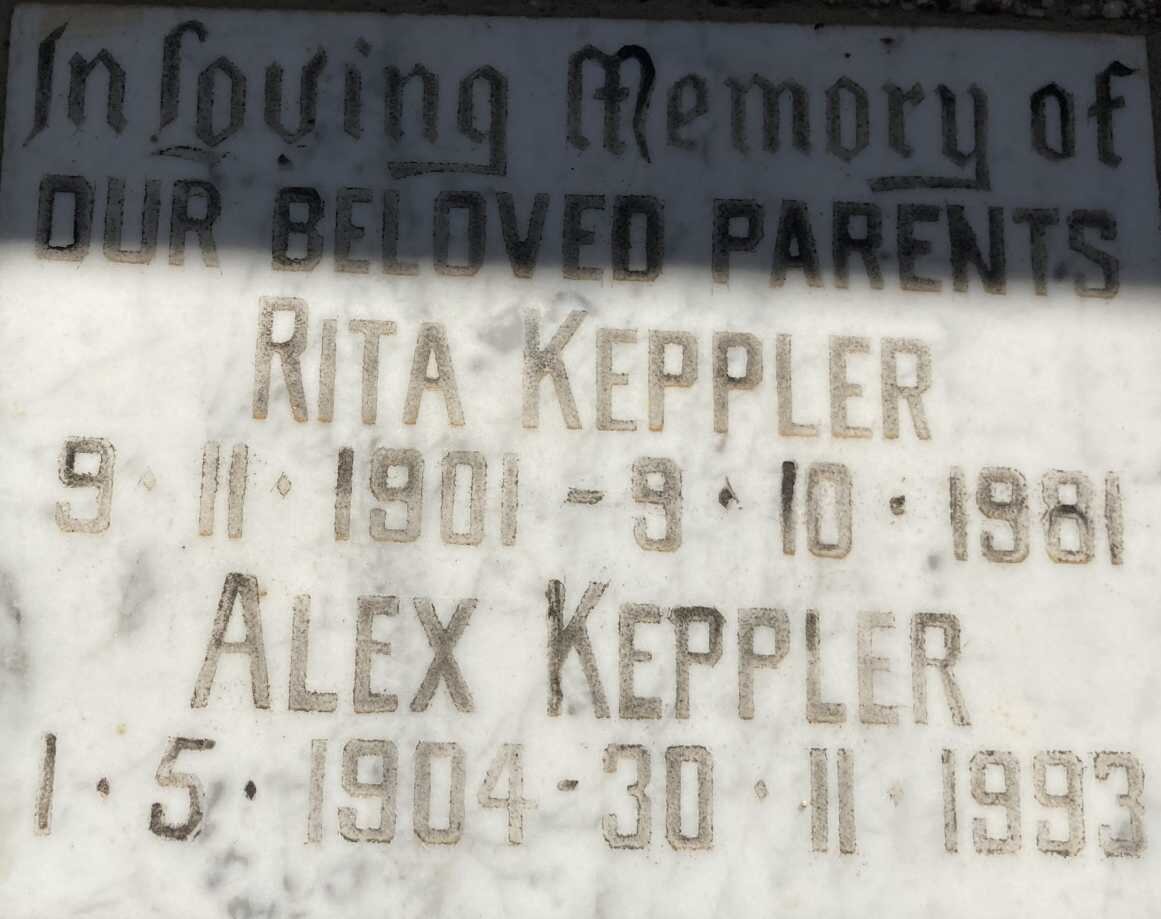 In Loving Memory of
OUR BELOVED PARENTS
RITA KEPPLER
9 · 11 · 1901 - 9 · 10 · 1981
ALEX KEPPLER
1 · 5 · 1904 - 30 · 11 · 1993